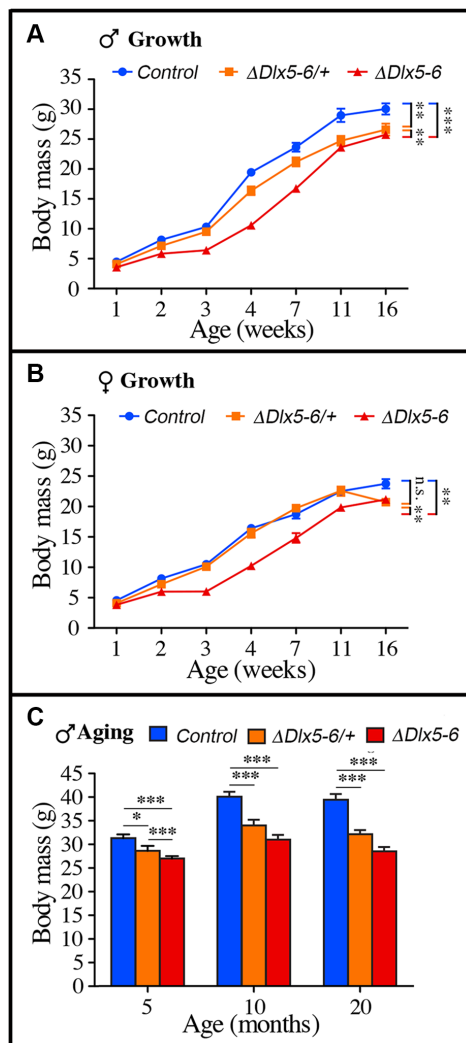 A
♂ Growth
Control ΔDlx5-6/+ ΔDlx5-6
Body mass (g)
35
30
25
20
15
10
5
0
** ** ***
1 2 3 4 7 11 16
Age (weeks)
B
♀ Growth
Control ΔDlx5-6/+ ΔDlx5-6
Body mass (g)
35
30
25
20
15
10
5
0
n.s. ** **
1 2 3 4 7 11 16
Age (weeks)
C
♂ Aging Control ΔDlx5-6/+ ΔDlx5-6
Body mass (g)
45
40
35
30
25
20
15
10
5
0
*** * ***
*** ***
*** ***
5 10 20
Age (months)